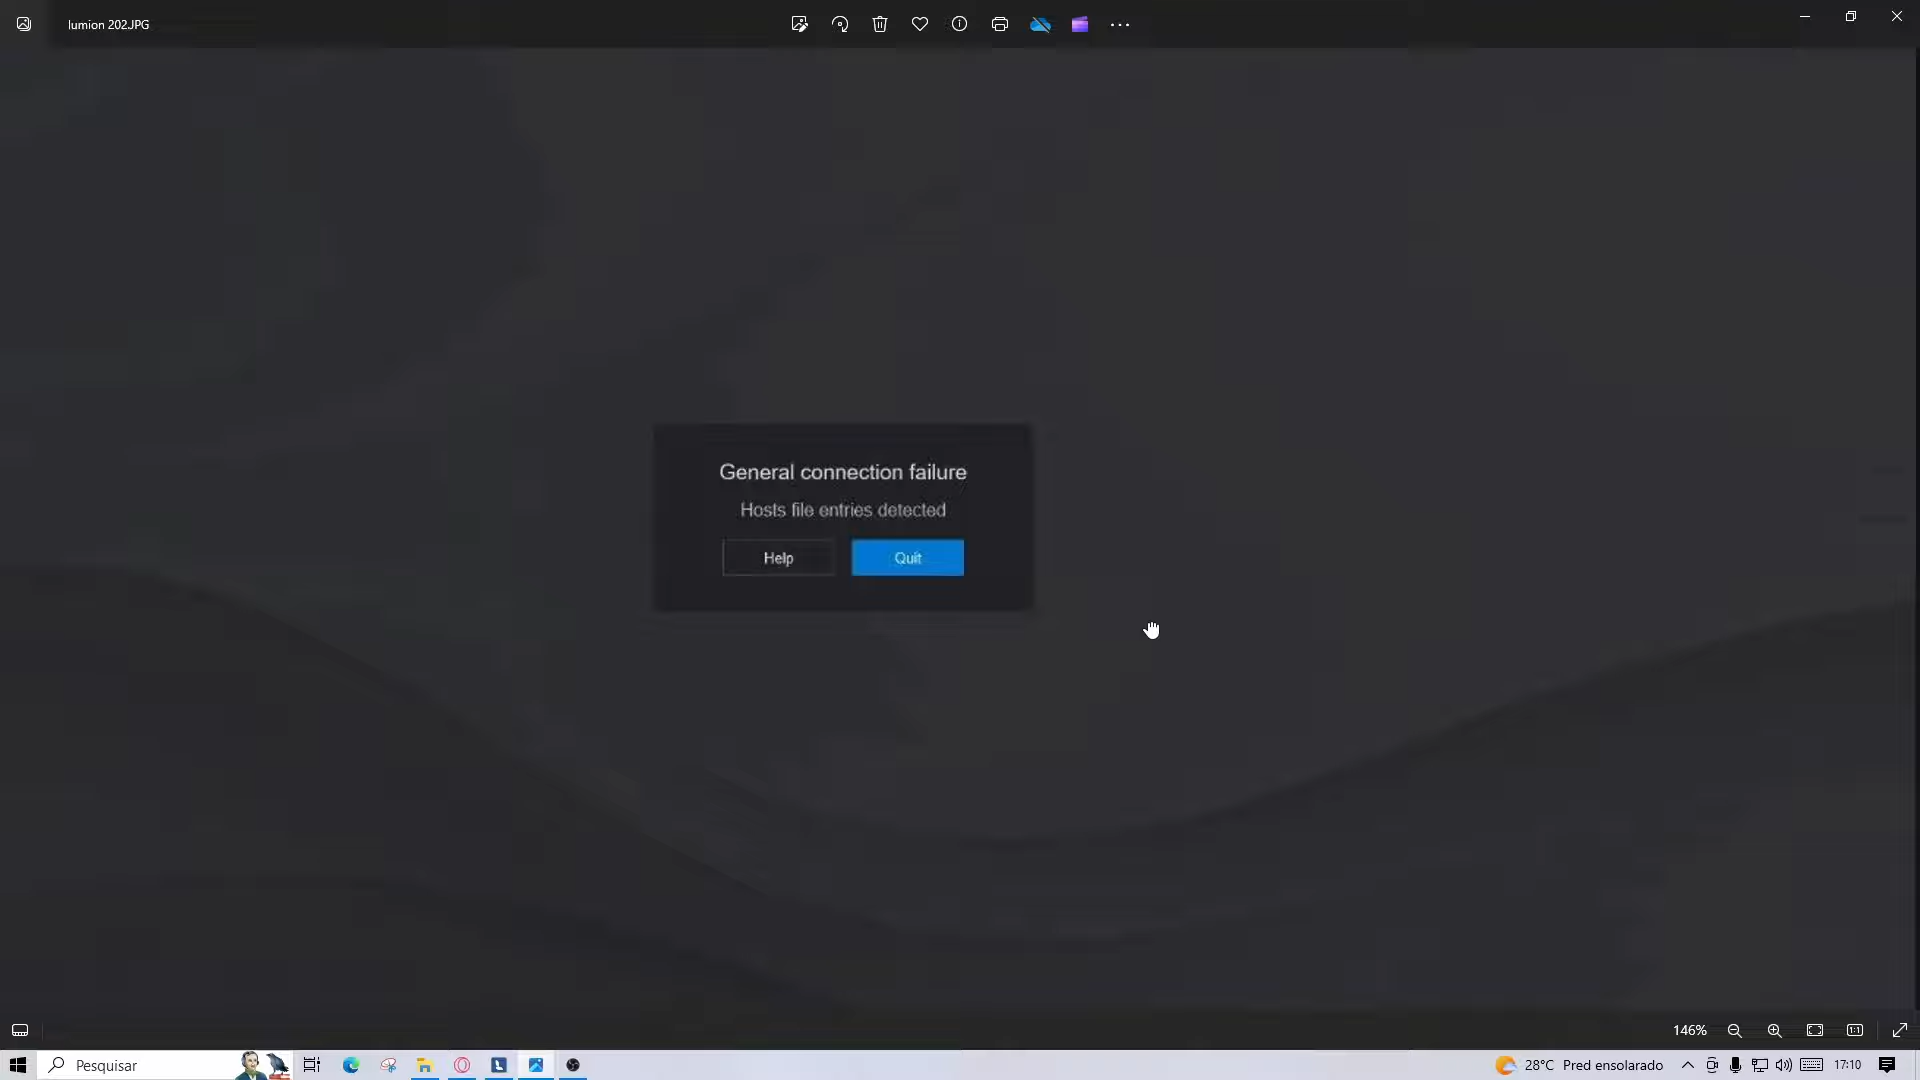 lumion 202.JPG
General connection failure
Hosts file entries detected
Help
Quit
146%
Pesquisar
28°C Pred ensolarado
17:10